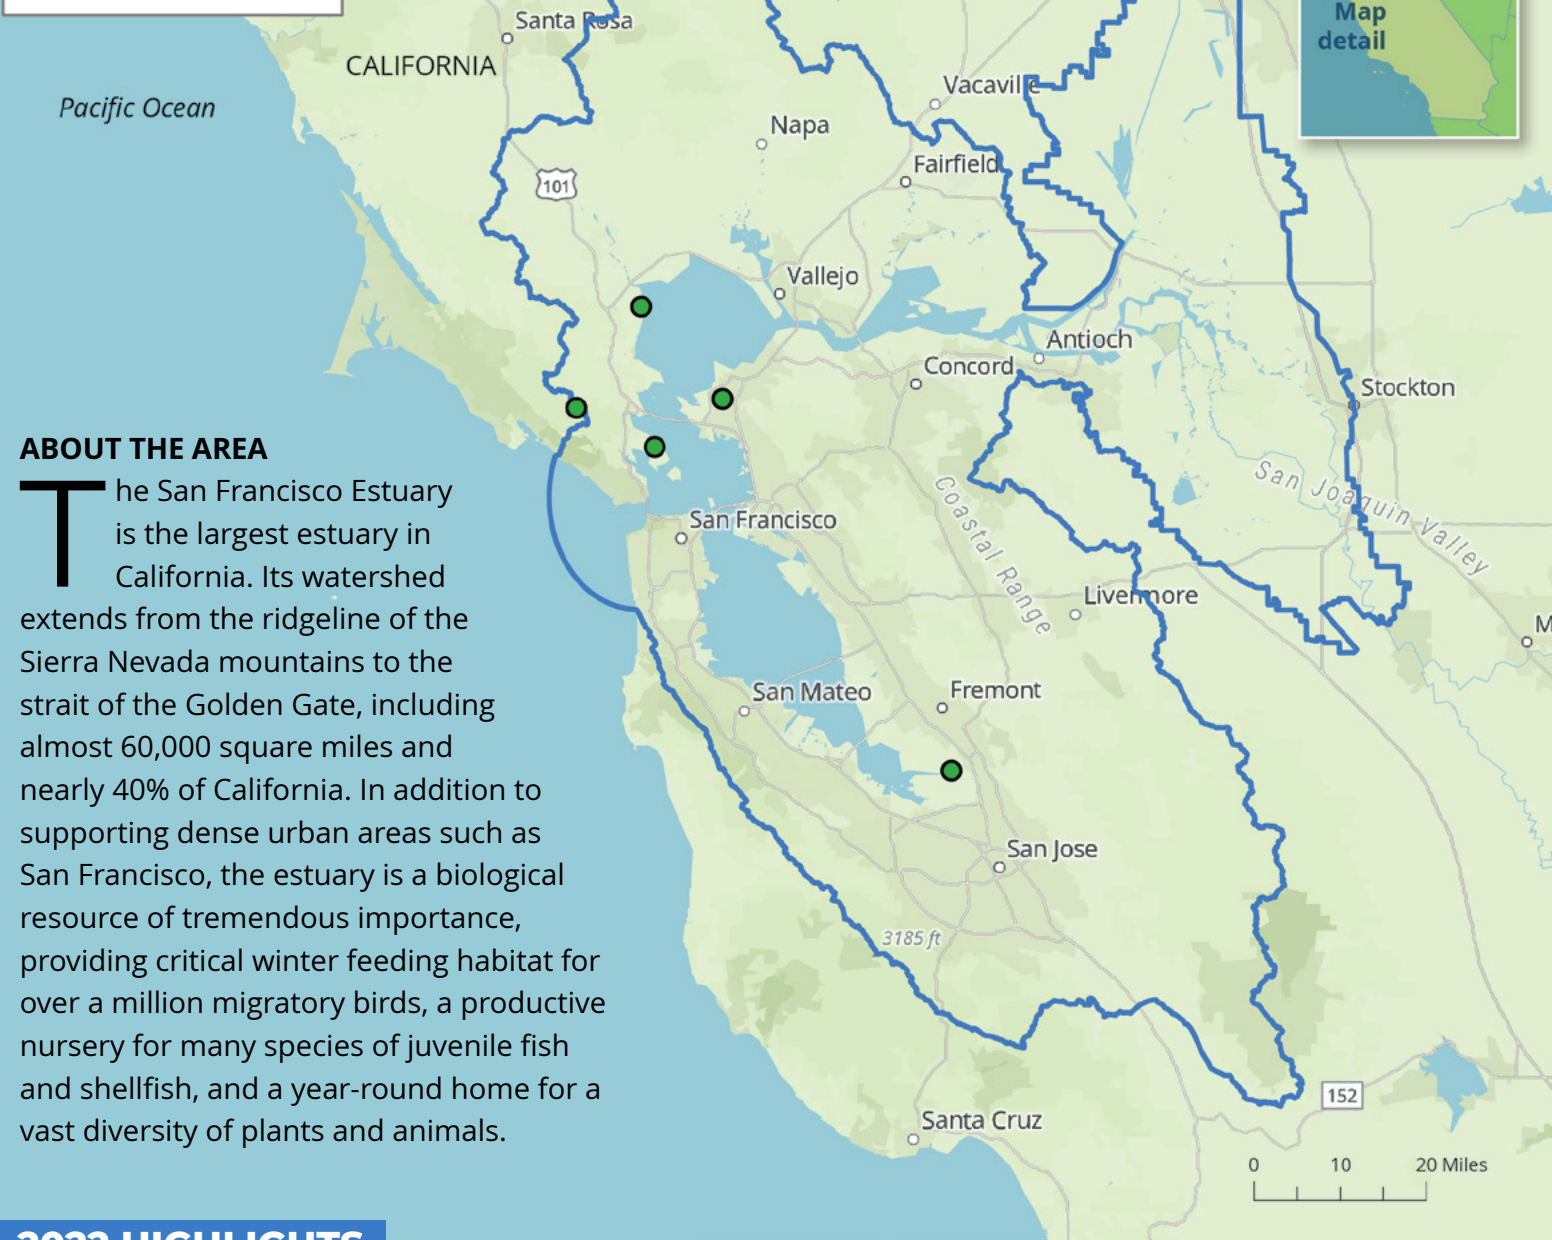 Santa Rosa
CALIFORNIA
Pacific Ocean
Map
detail
Vacaville
Napa
Fairfield
101
Vallejo
Antioch
Concord
Stockton
San Joaquin Valley
Coastal Range
San Francisco
Livermore
M
San Mateo
Fremont
San Jose
3185 ft
152
Santa Cruz
0 10 20 Miles
ABOUT THE AREA
The San Francisco Estuary
is the largest estuary in
California. Its watershed
extends from the ridgeline of the
Sierra Nevada mountains to the
strait of the Golden Gate, including
almost 60,000 square miles and
nearly 40% of California. In addition to
supporting dense urban areas such as
San Francisco, the estuary is a biological
resource of tremendous importance,
providing critical winter feeding habitat for
over a million migratory birds, a productive
nursery for many species of juvenile fish
and shellfish, and a year-round home for a
vast diversity of plants and animals.
HIGHLIGHTS